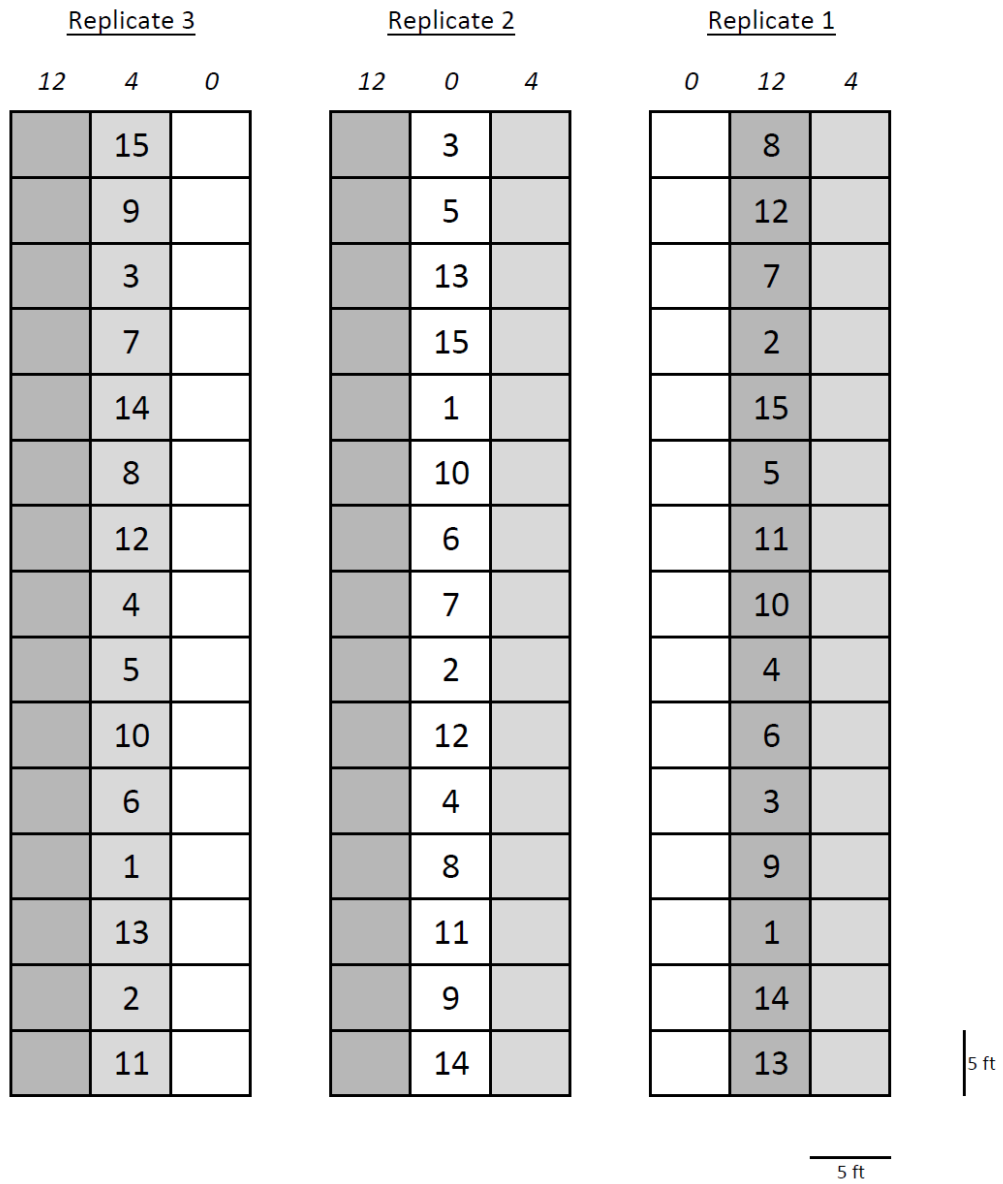 Replicate 3 Replicate 2 Replicate 1
12 4 0 12 0 4 0 12 4
15 3 8
9 5 12
3 13 7
7 15 2
14 1 15
8 10 5
12 6 11
4 7 10
5 2 4
10 12 6
6 4 3
1 8 9
13 11 1
2 9 14
11 14 13
5 ft
5 ft